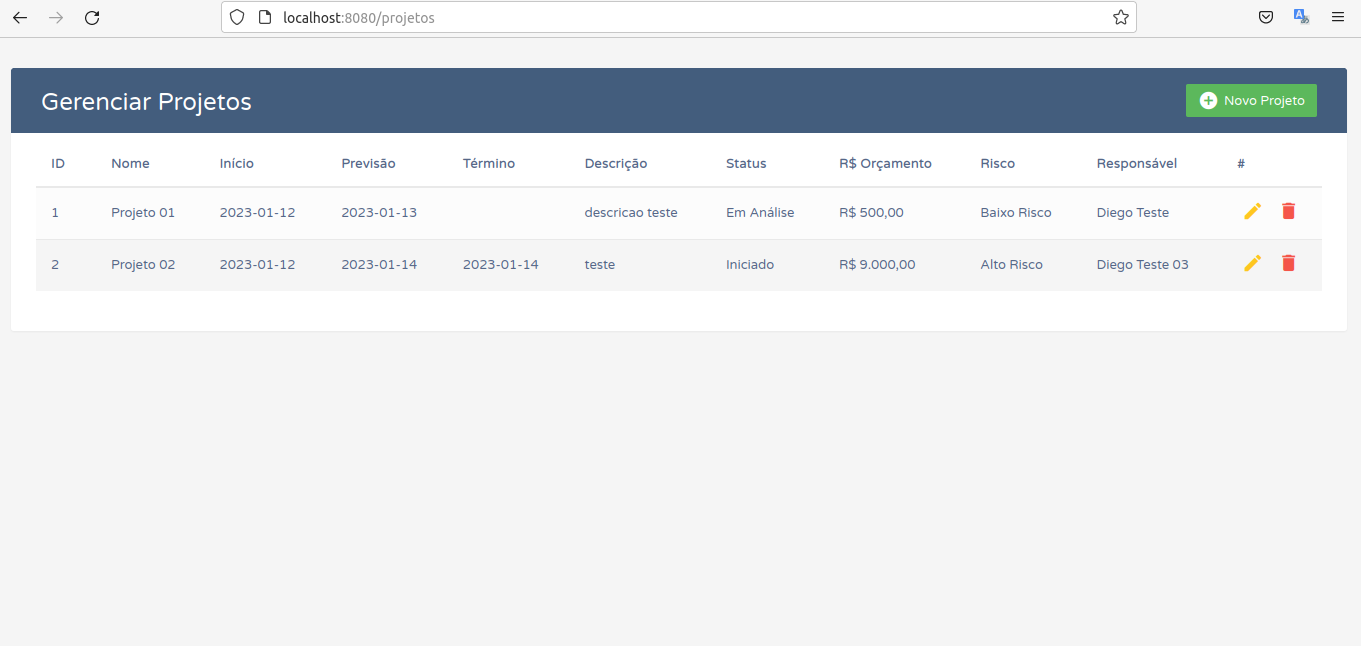 localhost:8080/projetos
Gerenciar Projetos Novo Projeto
ID Nome Início Previsão Término Descrição Status R$ Orçamento Risco Responsável #
1 Projeto 01 2023-01-12 2023-01-13 descricao teste Em Análise R$ 500,00 Baixo Risco Diego Teste
2 Projeto 02 2023-01-12 2023-01-14 2023-01-14 teste Iniciado R$ 9.000,00 Alto Risco Diego Teste 03